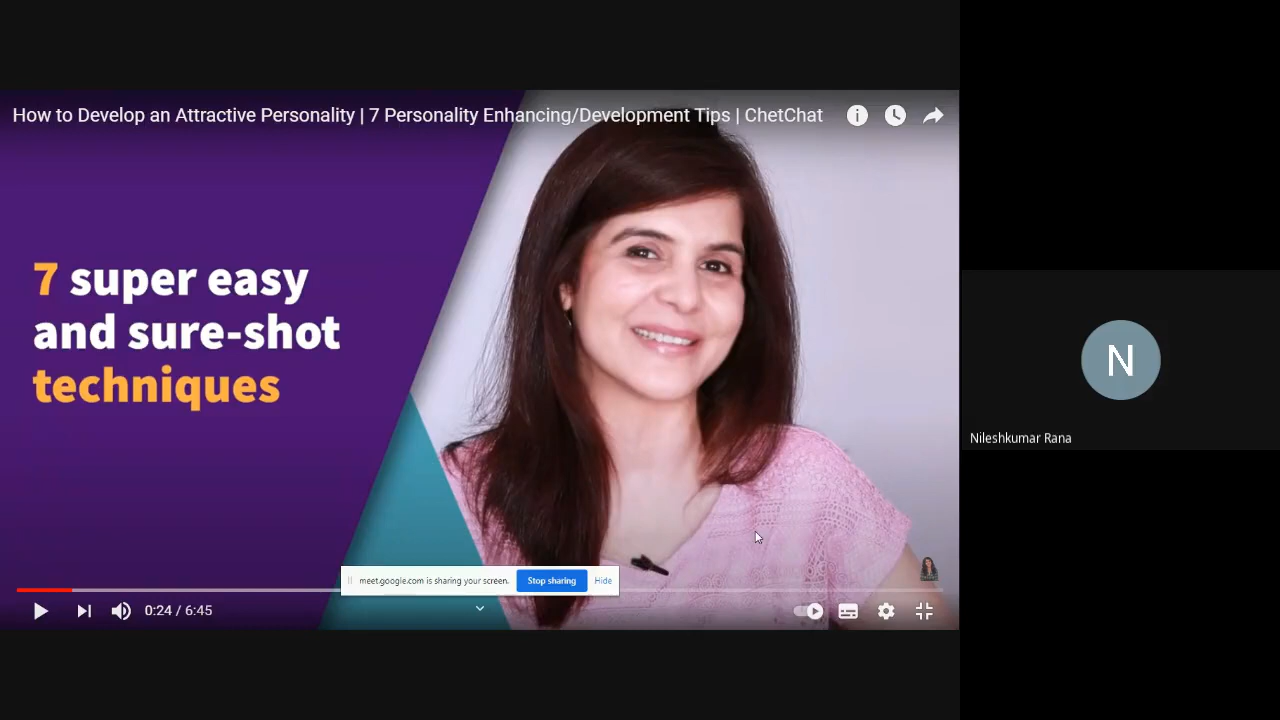 How to Develop an Attractive Personality | 7 Personality Enhancing/Development Tips | ChetChat
7 super easy
and sure-shot
techniques
N
Nileshkumar Rana
meet.google.com is sharing your screen.
Stop sharing
Hide
0:24 / 6:45